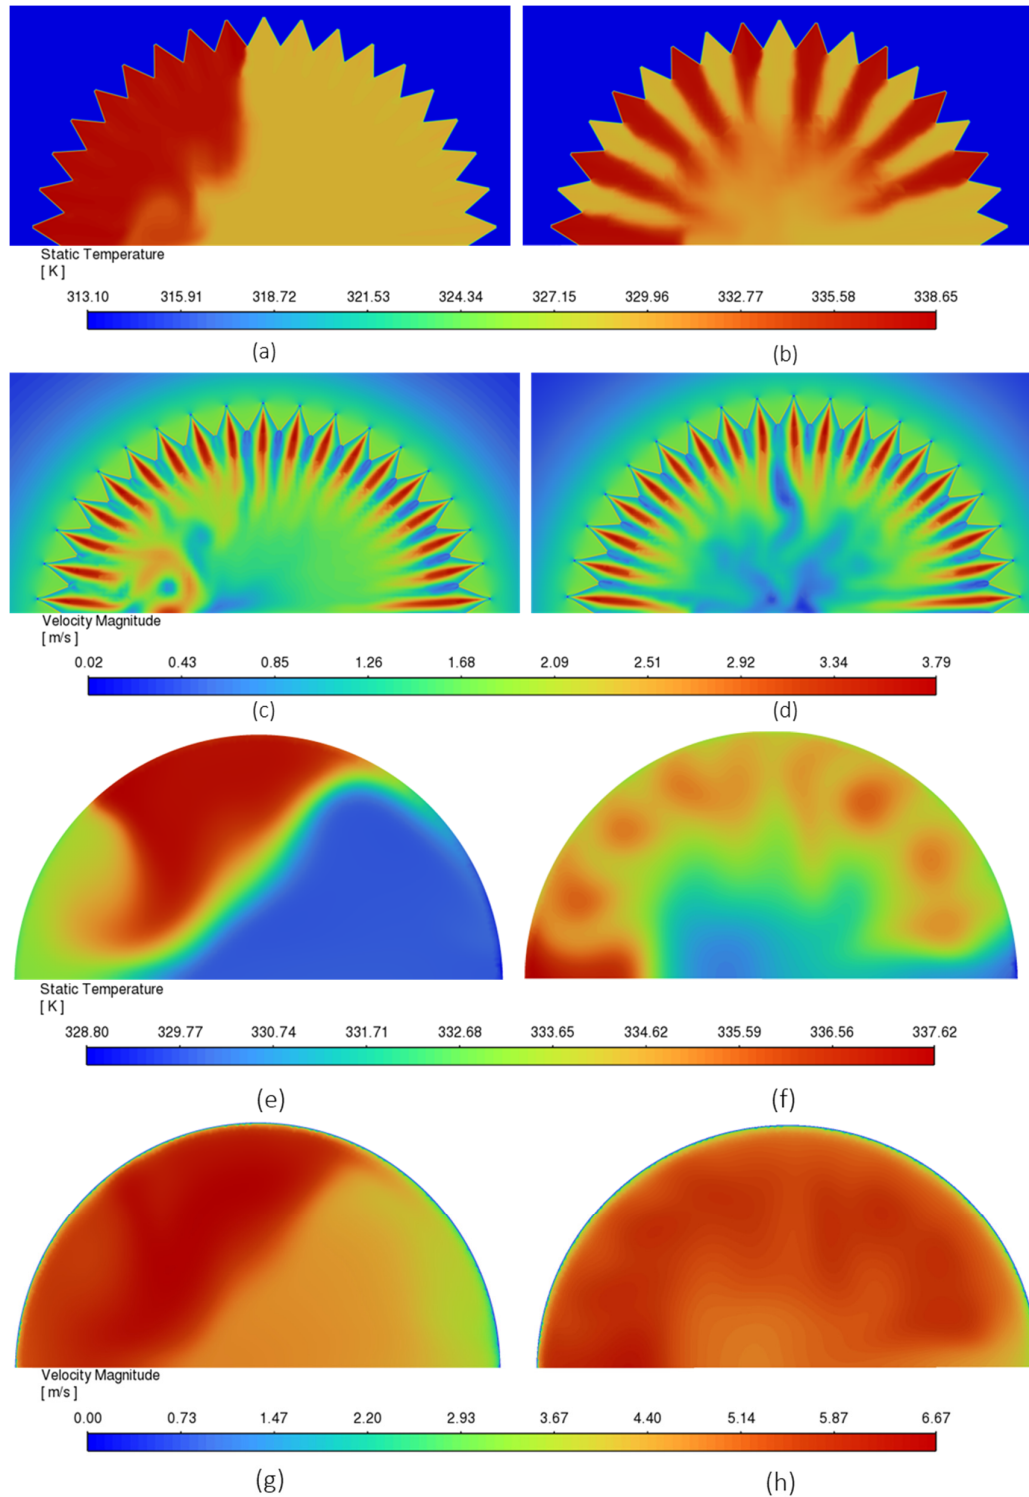 Static Temperature
[ K ]
313.10 315.91 318.72 321.53 324.34 327.15 329.96 332.77 335.58 338.65
(a) (b)
Velocity Magnitude
[ m/s ]
0.02 0.43 0.85 1.26 1.68 2.09 2.51 2.92 3.34 3.79
(c) (d)
Static Temperature
[ K ]
328.80 329.77 330.74 331.71 332.68 333.65 334.62 335.59 336.56 337.62
(e) (f)
Velocity Magnitude
[ m/s ]
0.00 0.73 1.47 2.20 2.93 3.67 4.40 5.14 5.87 6.67
(g) (h)